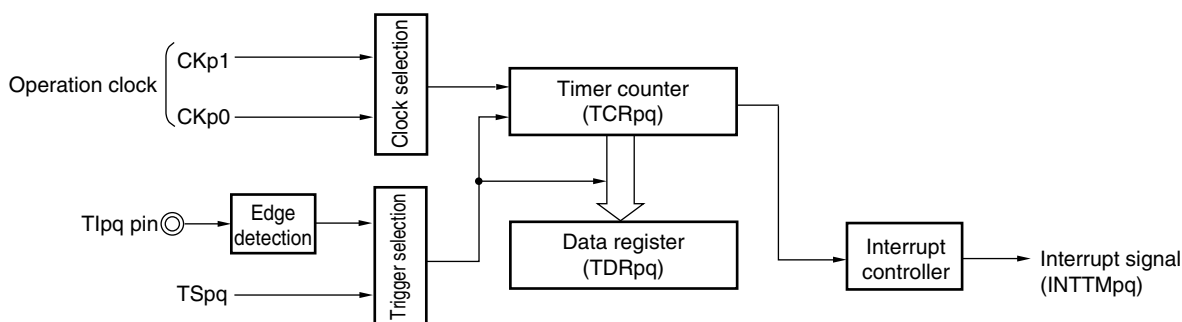 Operation clock
CKp1
CKp0
Clock selection
Timer counter
(TCRpq)
TIpq pin
Edge
detection
TSpq
Trigger selection
Data register
(TDRpq)
Interrupt
controller
Interrupt signal
(INTTMpq)